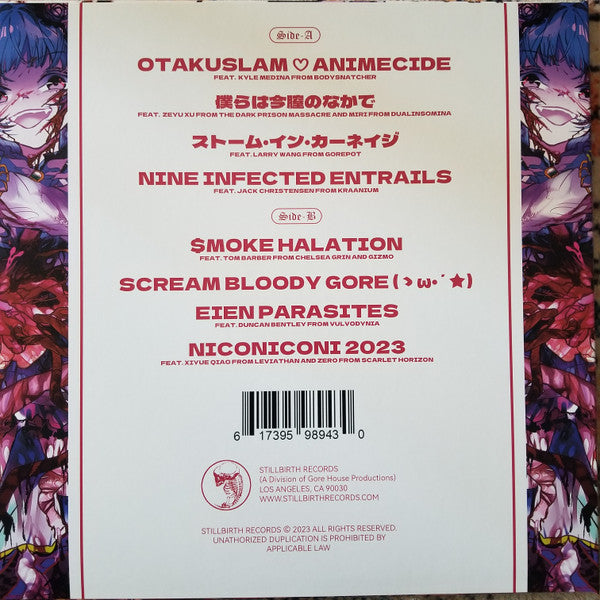 Side-A
OTAKUSLAM ♡ ANIMECIDE
FEAT. KYLE MEDINA FROM BODYSNATCHER
僕らは今瞳のなかで
FEAT. ZEYU XU FROM THE DARK PRISON MASSACRE AND MIRI FROM DUALINSOMINA
ストーム・イン・カーネイジ
FEAT. LARRY WANG FROM GOREPOT
NINE INFECTED ENTRAILS
FEAT. JACK CHRISTENSEN FROM KRAANIUM
Side-B
$MOKE HALATION
FEAT. TOM BARBER FROM CHELSEA GRIN AND GIZMO
SCREAM BLOODY GORE (ゝω・´★)
EIEN PARASITES
FEAT. DUNCAN BENTLEY FROM VULVODYNIA
NICONICONI 2023
FEAT. XIYUE QIAO FROM LEVIATHAN AND ZERO FROM SCARLET HORIZON
6 17395 98943 0
STILLBIRTH RECORDS
(A Division of Gore House Productions)
LOS ANGELES, CA 90030
WWW.STILLBIRTHRECORDS.COM
STILLBIRTH RECORDS © 2023 ALL RIGHTS RESERVED.
UNATHORIZED DUPLICATION IS PROHIBITED BY
APPLICABLE LAW